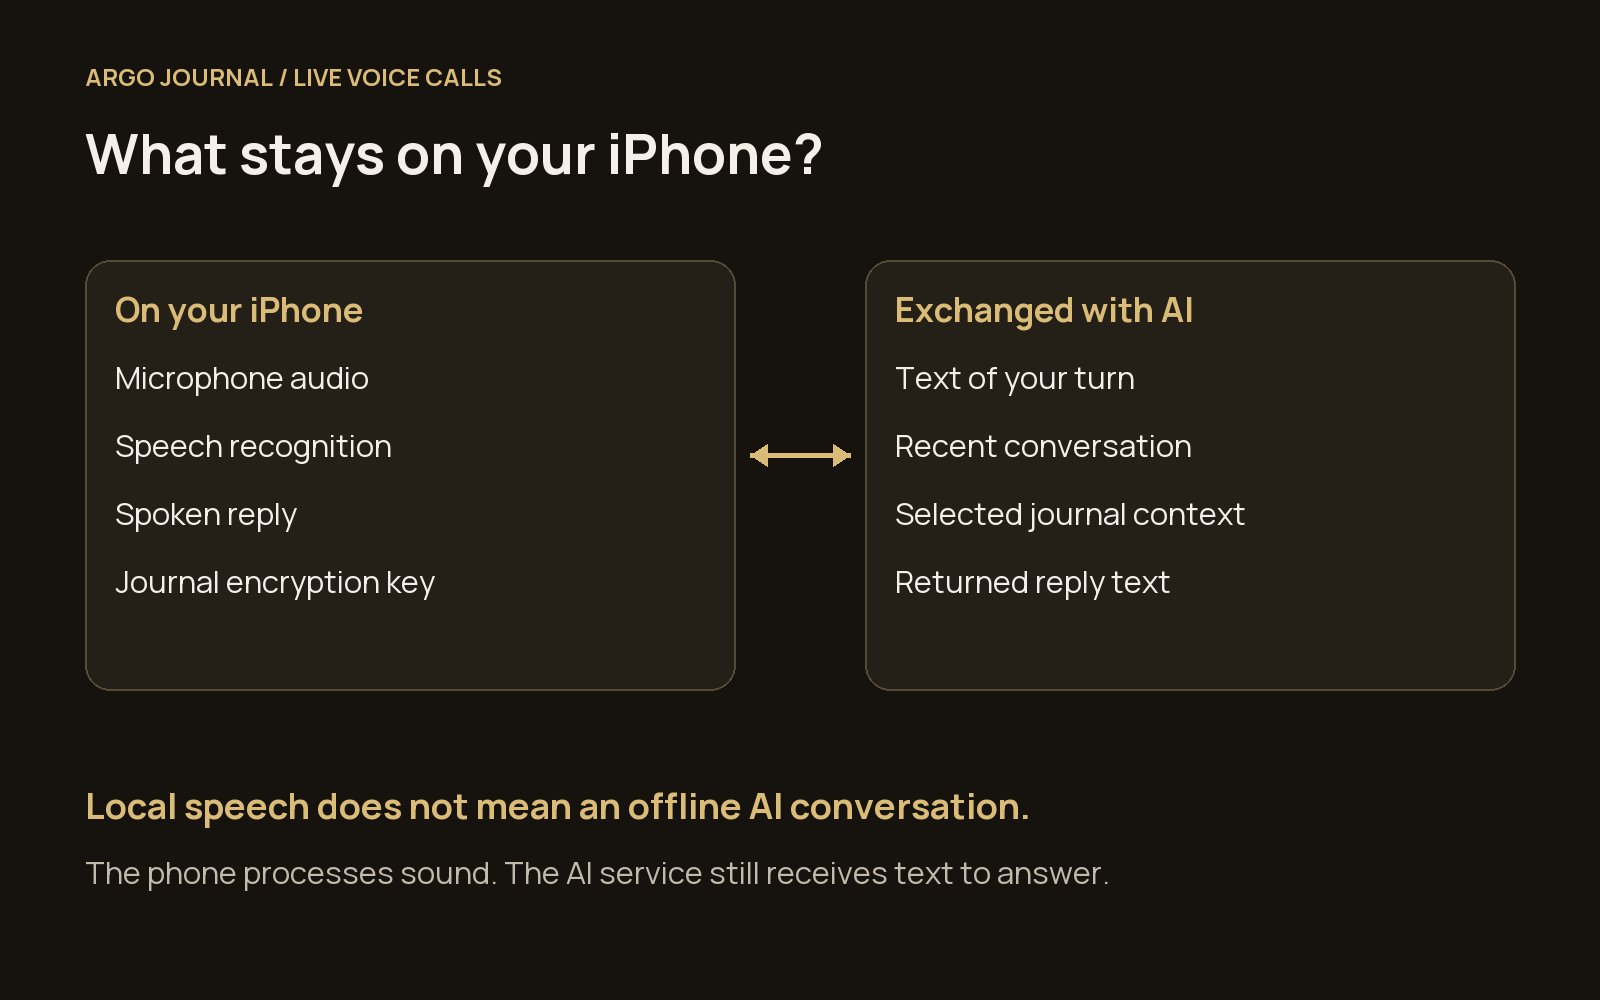 ARGO JOURNAL / LIVE VOICE CALLS
What stays on your iPhone?
On your iPhone
Microphone audio
Speech recognition
Spoken reply
Journal encryption key
Exchanged with AI
Text of your turn
Recent conversation
Selected journal context
Returned reply text
Local speech does not mean an offline AI conversation.
The phone processes sound. The AI service still receives text to answer.